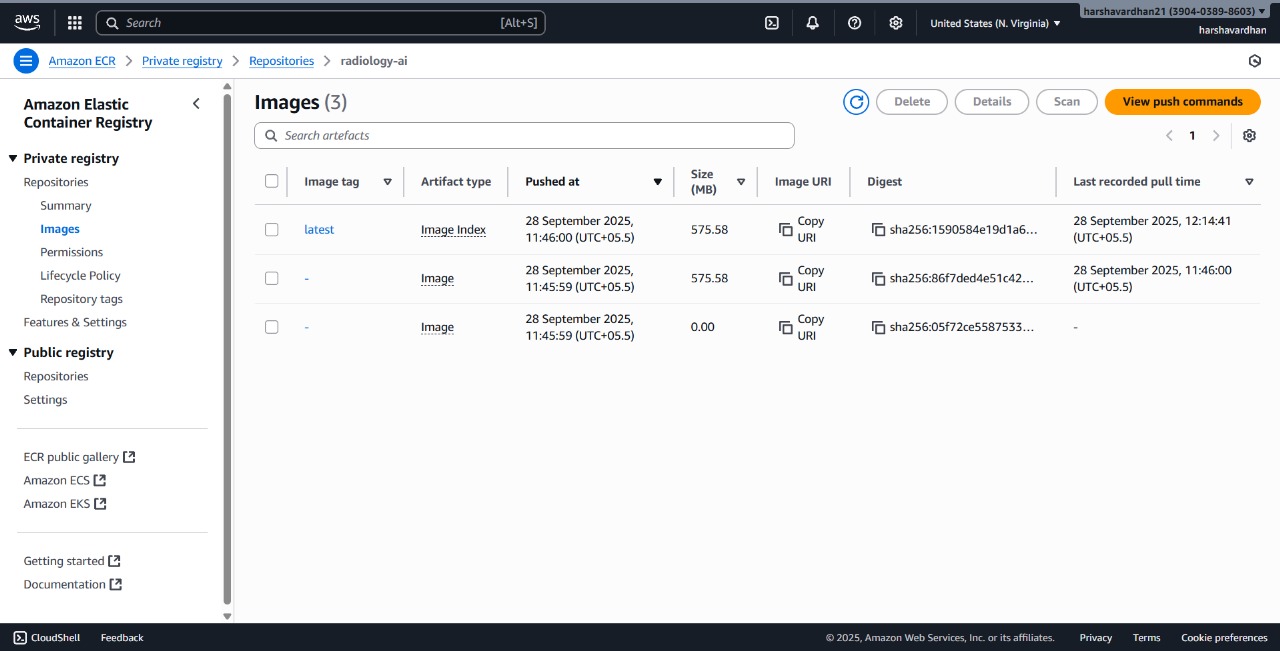 aws
Search [Alt+S]
United States (N. Virginia)
harshavardhan21 (3904-0389-8603)
harshavardhan
Amazon ECR
Private registry
Repositories
radiology-ai
Amazon Elastic
Container Registry
Private registry
Repositories
Summary
Images
Permissions
Lifecycle Policy
Repository tags
Features & Settings
Public registry
Repositories
Settings
ECR public gallery
Amazon ECS
Amazon EKS
Getting started
Documentation
Images (3)
Delete
Details
Scan
View push commands
Search artefacts
1
Image tag
Artifact type
Pushed at
Size
(MB)
Image URI
Digest
Last recorded pull time
latest
Image Index
28 September 2025,
11:46:00 (UTC+05.5)
575.58
Copy
URI
sha256:1590584e19d1a6...
28 September 2025, 12:14:41
(UTC+05.5)
-
Image
28 September 2025,
11:45:59 (UTC+05.5)
575.58
Copy
URI
sha256:86f7ded4e51c42...
28 September 2025, 11:46:00
(UTC+05.5)
-
Image
28 September 2025,
11:45:59 (UTC+05.5)
0.00
Copy
URI
sha256:05f72ce5587533...
-
CloudShell
Feedback
© 2025, Amazon Web Services, Inc. or its affiliates.
Privacy
Terms
Cookie preferences